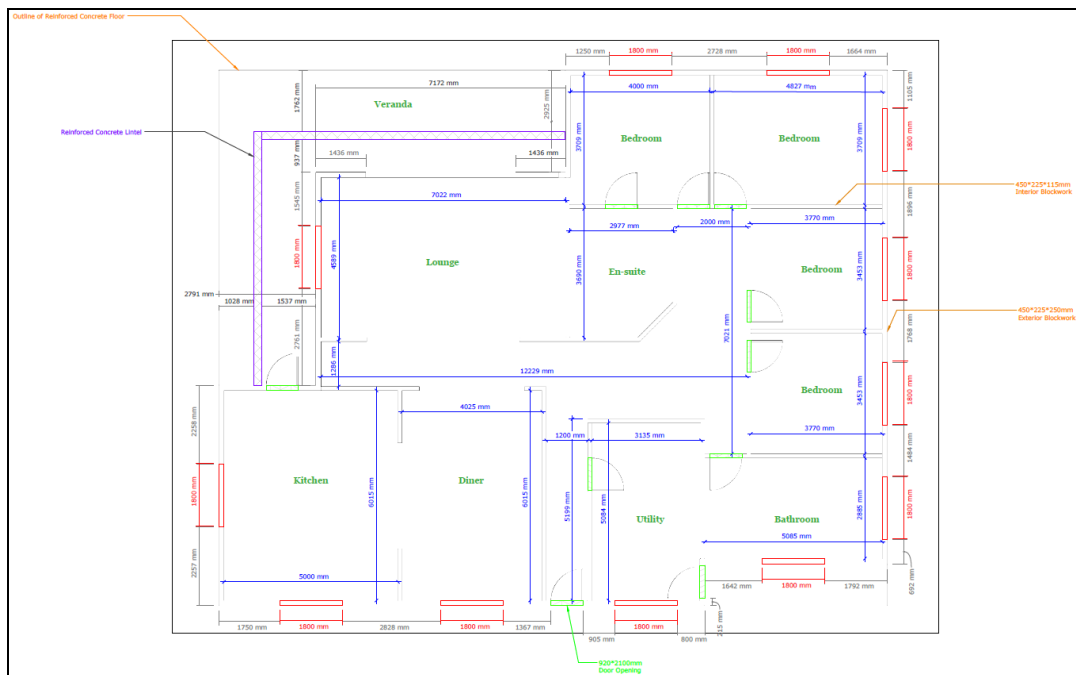 Outline of Reinforced Concrete Floor
1250 mm
1800 mm
2728 mm
1800 mm
1664 mm
7172 mm
4000 mm
4827 mm
1762 mm
Veranda
2925 mm
1105 mm
Reinforced Concrete Lintel
3709 mm
Bedroom
Bedroom
3709 mm
1800 mm
937 mm
1436 mm
1436 mm
450*225*115mm
Interior Blockwork
7022 mm
1545 mm
2977 mm
2000 mm
3770 mm
1896 mm
1800 mm
4589 mm
Lounge
3690 mm
En-suite
Bedroom
3453 mm
1800 mm
2791 mm
1028 mm
1537 mm
450*225*250mm
Exterior Blockwork
2761 mm
7021 mm
1768 mm
1286 mm
12229 mm
Bedroom
3453 mm
1800 mm
2258 mm
4025 mm
3770 mm
1200 mm
3135 mm
1484 mm
Kitchen
Diner
1800 mm
6015 mm
6015 mm
5199 mm
5084 mm
Utility
Bathroom
2885 mm
1800 mm
5085 mm
2257 mm
5000 mm
692 mm
1642 mm
1800 mm
1792 mm
215 mm
1750 mm
1800 mm
2828 mm
1800 mm
1367 mm
905 mm
1800 mm
800 mm
920*2100mm
Door Opening